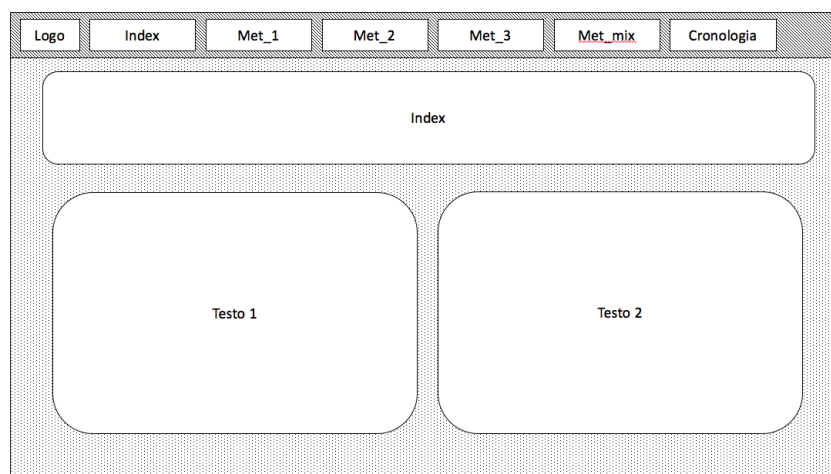 Logo
Index
Met_1
Met_2
Met_3
Met_mix
Cronologia
Index
Testo 1
Testo 2